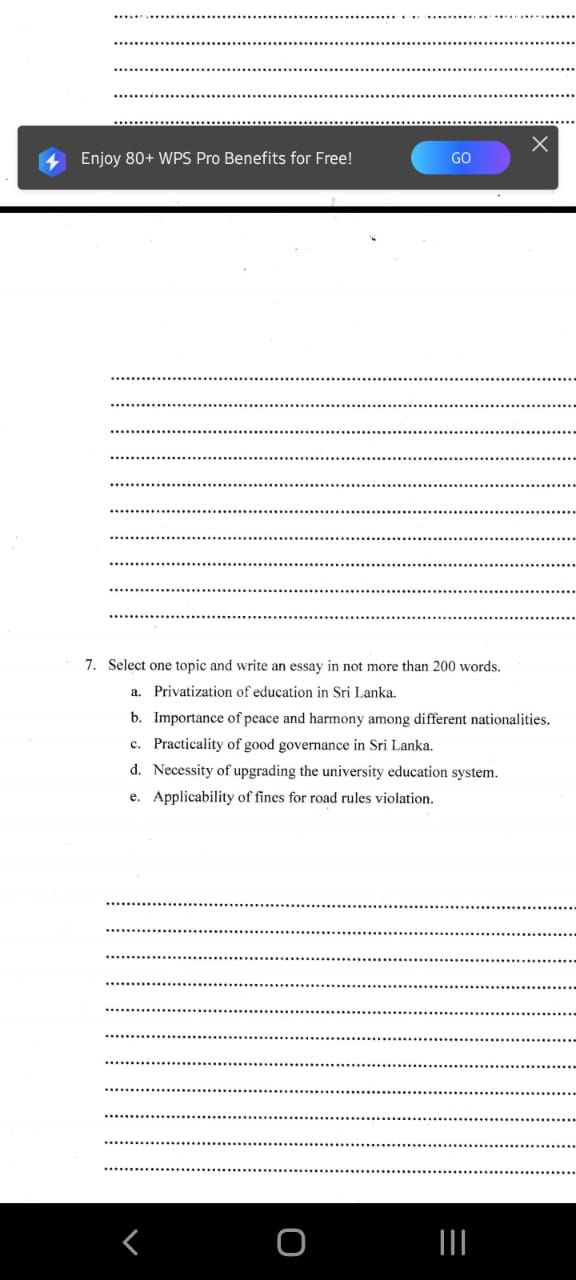 Enjoy 80+ WPS Pro Benefits for Free!
GO
7. Select one topic and write an essay in not more than 200 words.
a. Privatization of education in Sri Lanka.
b. Importance of peace and harmony among different nationalities.
c. Practicality of good governance in Sri Lanka.
d. Necessity of upgrading the university education system.
e. Applicability of fines for road rules violation.